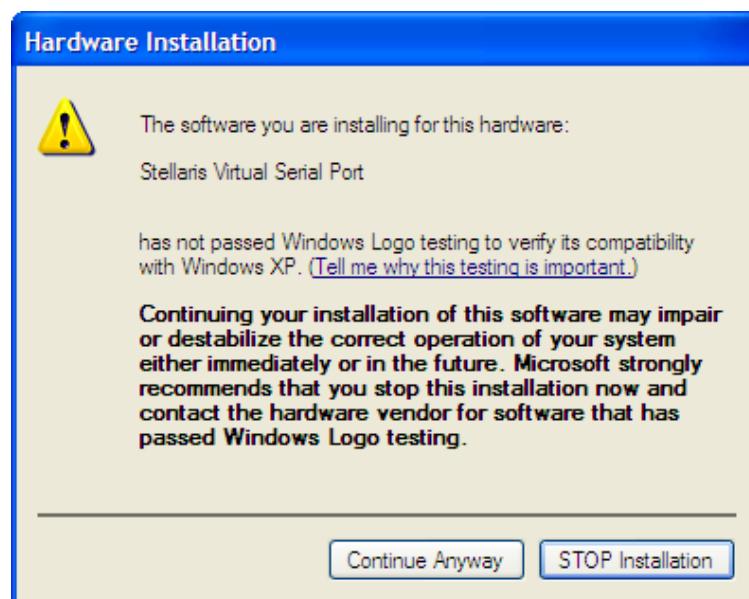 Hardware Installation
The software you are installing for this hardware:
Stellaris Virtual Serial Port
has not passed Windows Logo testing to verify its compatibility
with Windows XP. (Tell me why this testing is important.)
Continuing your installation of this software may impair
or destabilize the correct operation of your system
either immediately or in the future. Microsoft strongly
recommends that you stop this installation now and
contact the hardware vendor for software that has
passed Windows Logo testing.
Continue Anyway STOP Installation